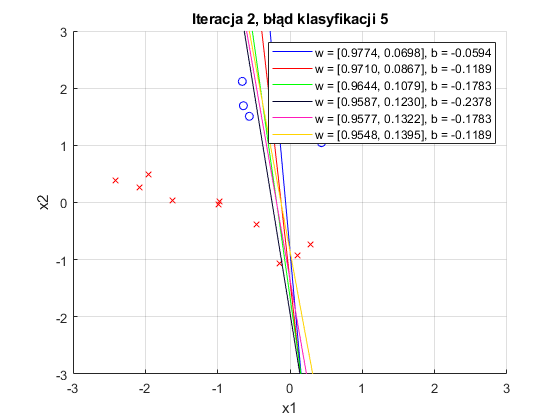 Iteracja 2, błąd klasyfikacji 5
3
2
1
0
-1
-2
-3
x2
w = [0.9774, 0.0698], b = -0.0594
w = [0.9710, 0.0867], b = -0.1189
w = [0.9644, 0.1079], b = -0.1783
w = [0.9587, 0.1230], b = -0.2378
w = [0.9577, 0.1322], b = -0.1783
w = [0.9548, 0.1395], b = -0.1189
-3 -2 -1 0 1 2 3
x1